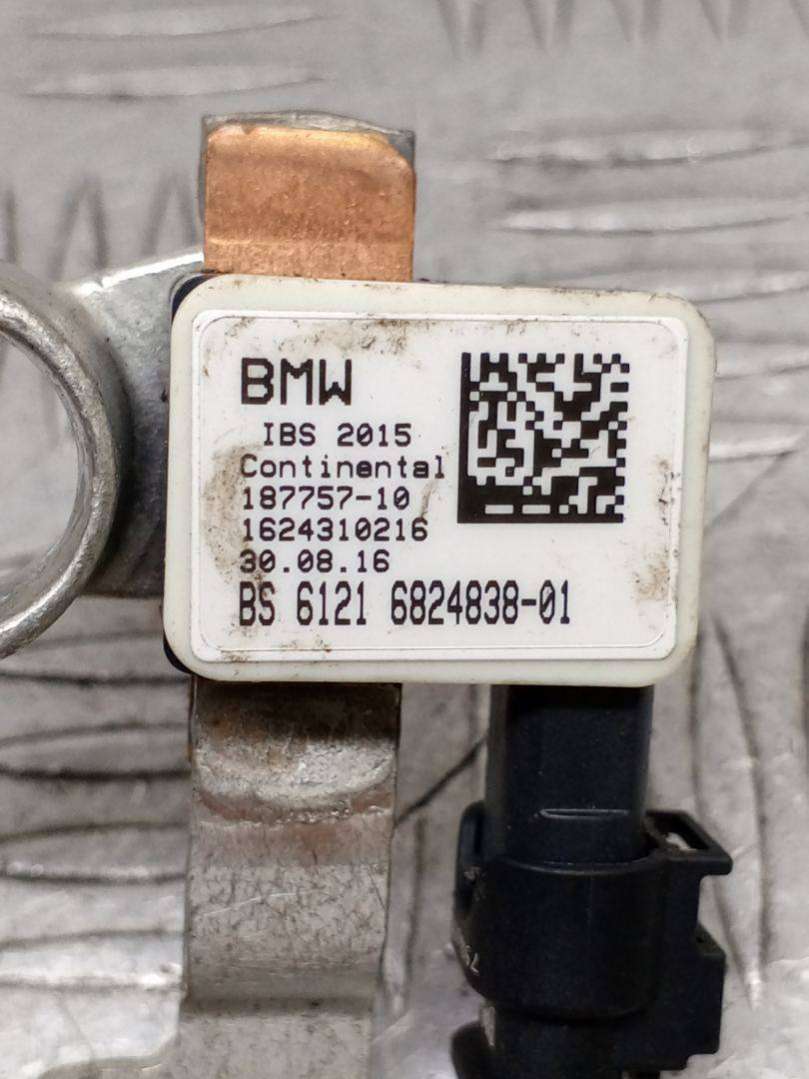 BMW
IBS 2015
Continental
187757-10
1624310216
30.08.16
BS 6121 6824838-01